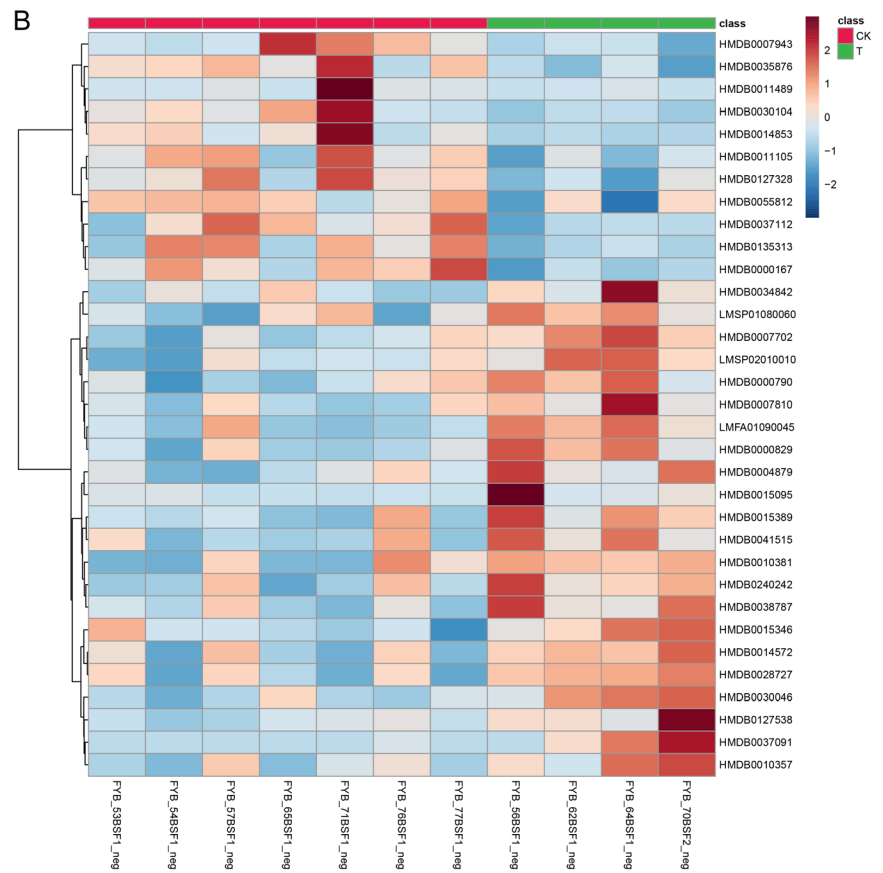 B
class
class
CK
T
2
1
0
−1
−2
HMDB0007943
HMDB0035876
HMDB0011489
HMDB0030104
HMDB0014853
HMDB0011105
HMDB0127328
HMDB0055812
HMDB0037112
HMDB0135313
HMDB0000167
HMDB0034842
LMSP01080060
HMDB0007702
LMSP02010010
HMDB0000790
HMDB0007810
LMFA01090045
HMDB0000829
HMDB0004879
HMDB0015095
HMDB0015389
HMDB0041515
HMDB0010381
HMDB0240242
HMDB0038787
HMDB0015346
HMDB0014572
HMDB0028727
HMDB0030046
HMDB0127538
HMDB0037091
HMDB0010357
FYB_53BSF1_neg
FYB_54BSF1_neg
FYB_57BSF1_neg
FYB_65BSF1_neg
FYB_71BSF1_neg
FYB_76BSF1_neg
FYB_77BSF1_neg
FYB_56BSF1_neg
FYB_62BSF1_neg
FYB_64BSF1_neg
FYB_70BSF2_neg